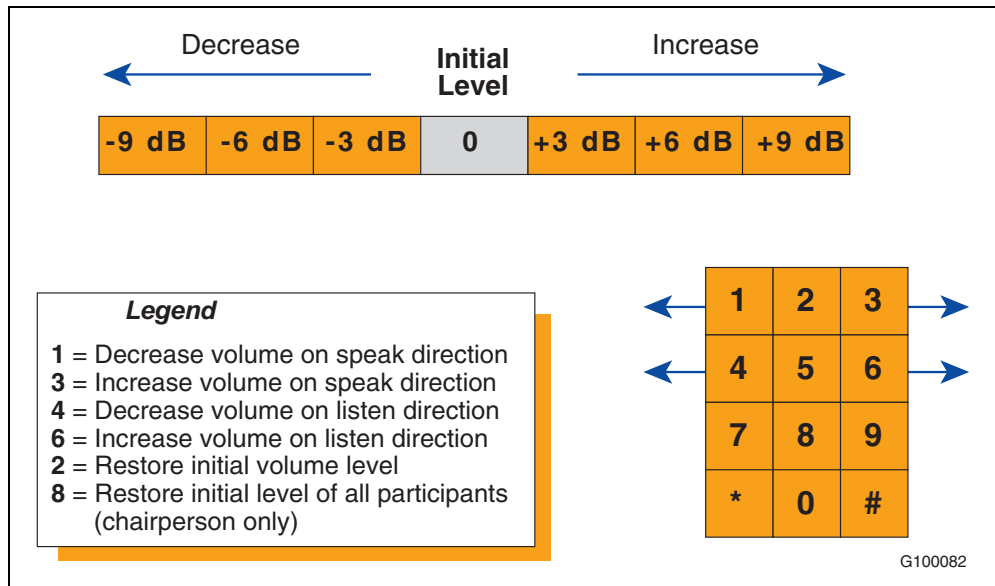 Decrease
Initial
Level
Increase
-9 dB -6 dB -3 dB 0 +3 dB +6 dB +9 dB
Legend
1 = Decrease volume on speak direction
3 = Increase volume on speak direction
4 = Decrease volume on listen direction
6 = Increase volume on listen direction
2 = Restore initial volume level
8 = Restore initial level of all participants
(chairperson only)
1 2 3
4 5 6
7 8 9
* 0 #
G100082